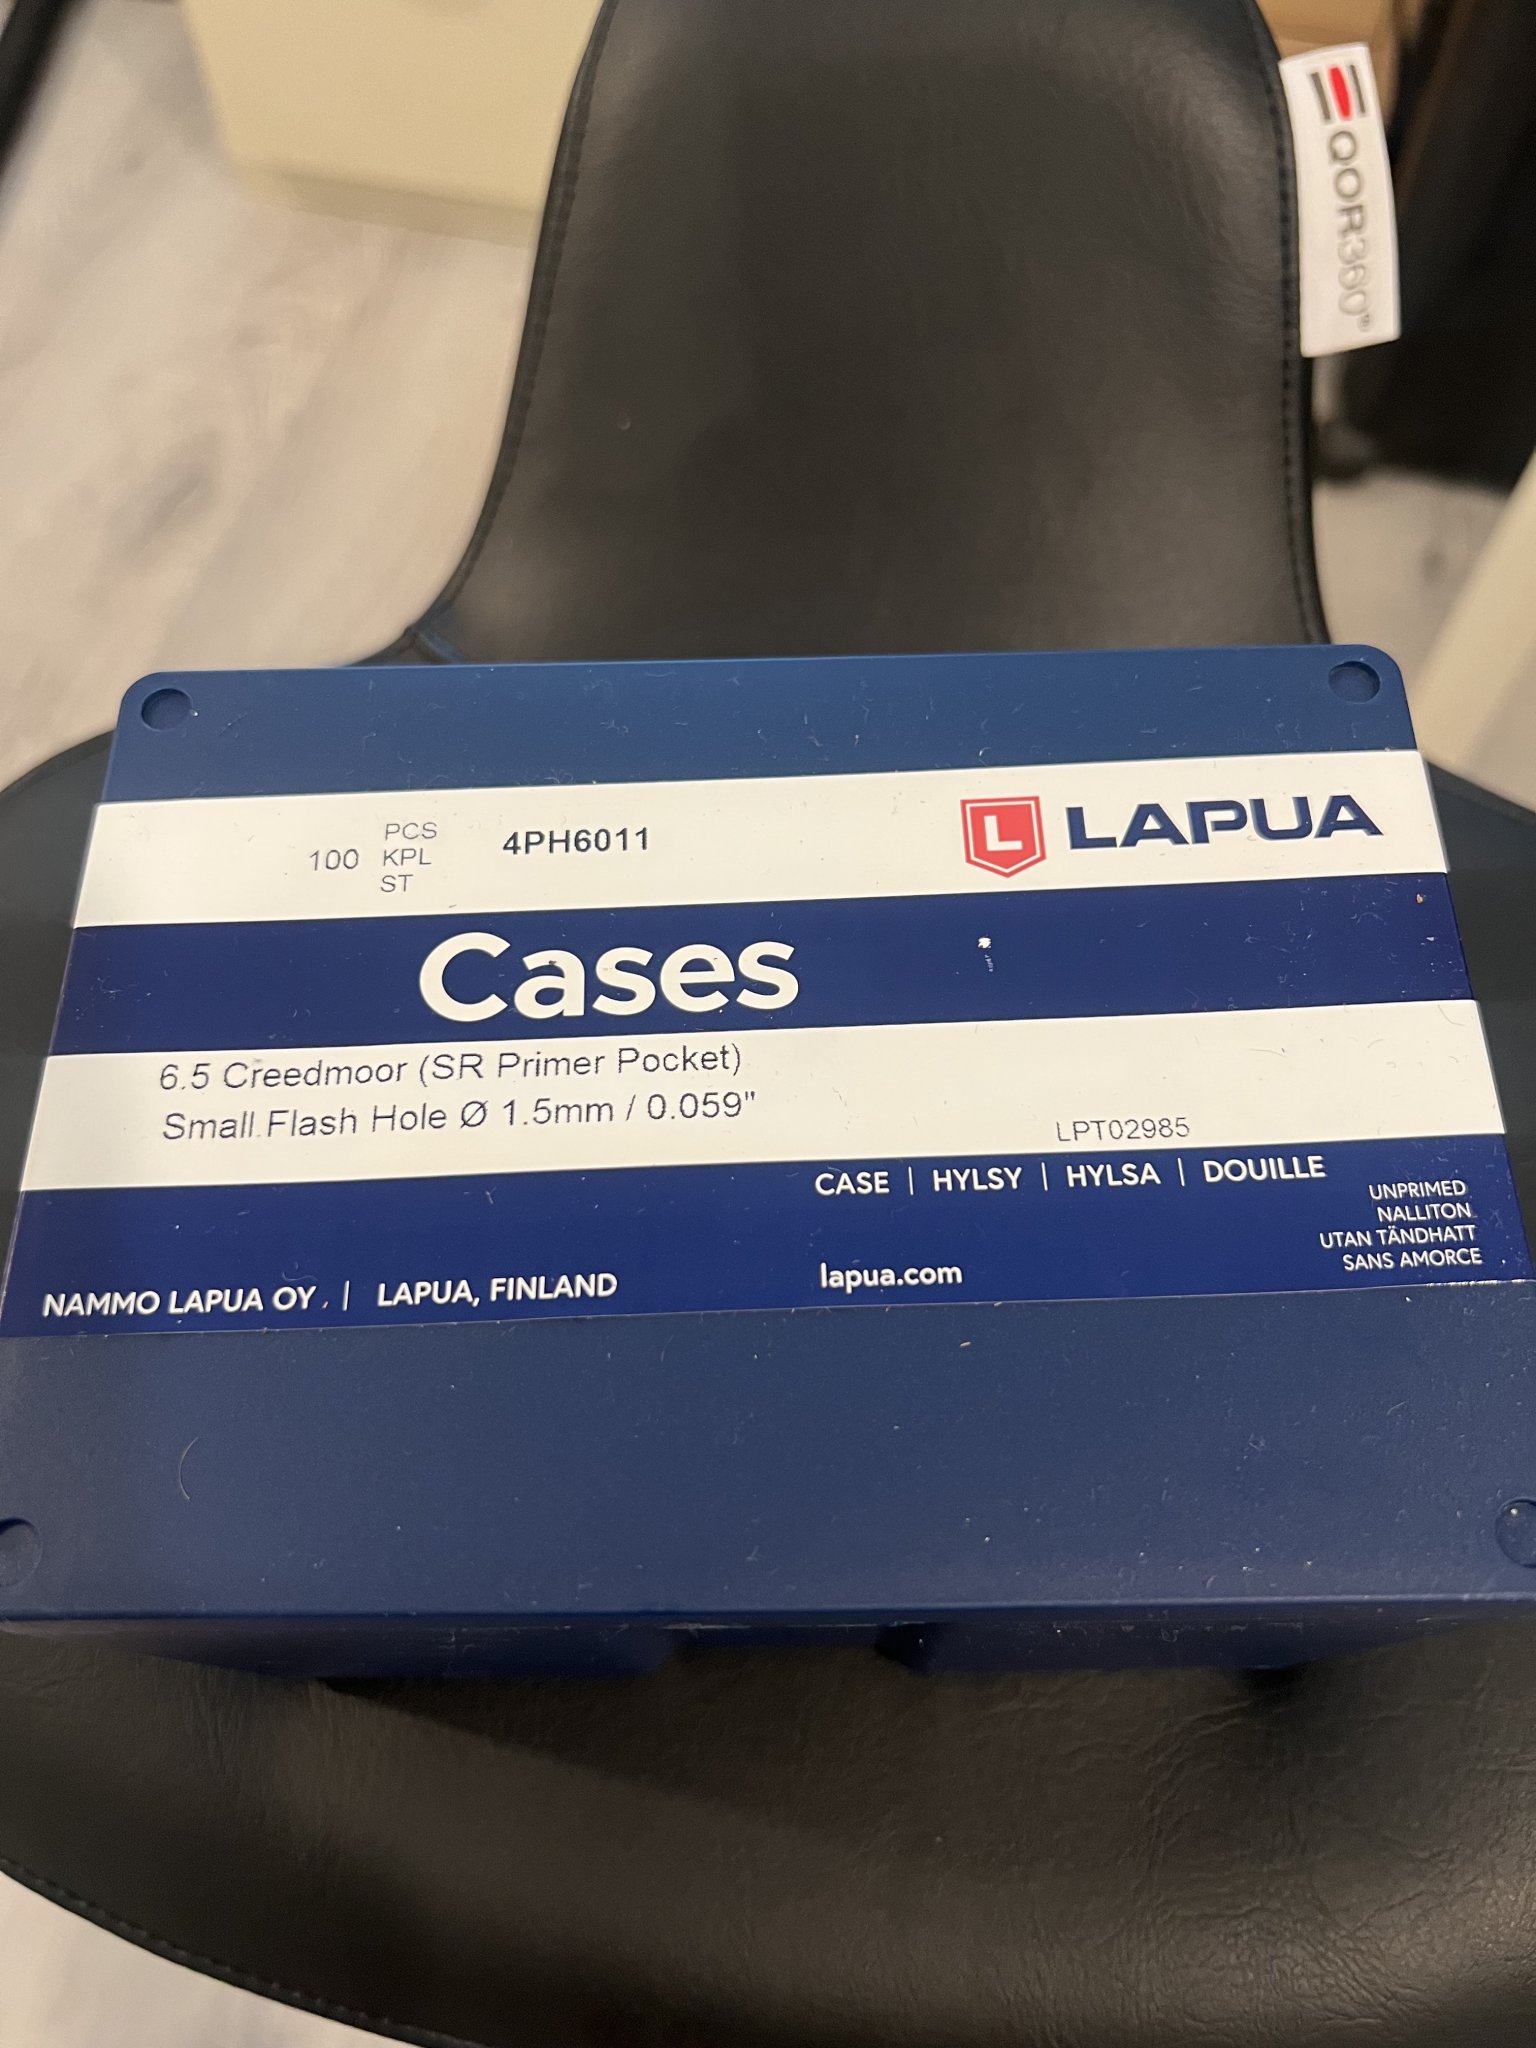 QOR360®
100
PCS
KPL
ST
4PH6011
L LAPUA
Cases
6.5 Creedmoor (SR Primer Pocket)
Small Flash Hole Ø 1.5mm / 0.059"
LPT02985
CASE | HYLSY | HYLSA | DOUILLE
UNPRIMED
NALLITON
UTAN TÄNDHATT
SANS AMORCE
NAMMO LAPUA OY. | LAPUA, FINLAND
lapua.com